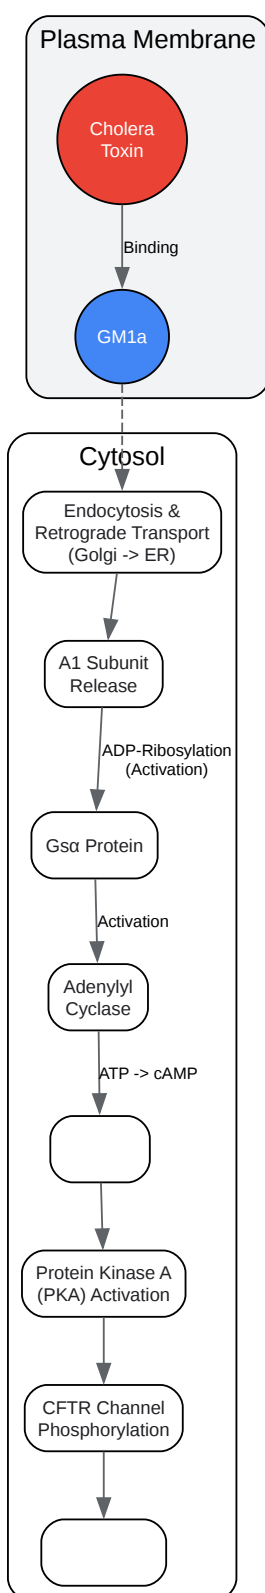 Plasma Membrane
Cholera
Toxin
Binding
GM1a
Cytosol
Endocytosis &
Retrograde Transport
(Golgi -> ER)
A1 Subunit
Release
ADP-Ribosylation
(Activation)
Gsα Protein
Activation
Adenylyl
Cyclase
ATP -> cAMP
Protein Kinase A
(PKA) Activation
CFTR Channel
Phosphorylation